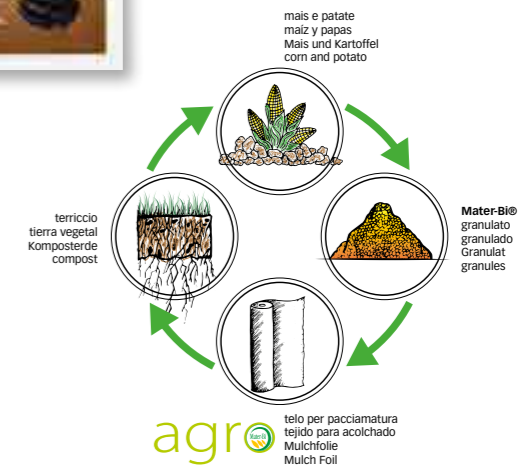 mais e patate
maíz y papas
Mais und Kartoffel
corn and potato
Mater-Bi®
granulato
granulado
Granulat
granules
terriccio
tierra vegetal
Komposterde
compost
agro
Mater-Bi
telo per pacciamatura
tejido para acolchado
Mulchfolie
Mulch Foil